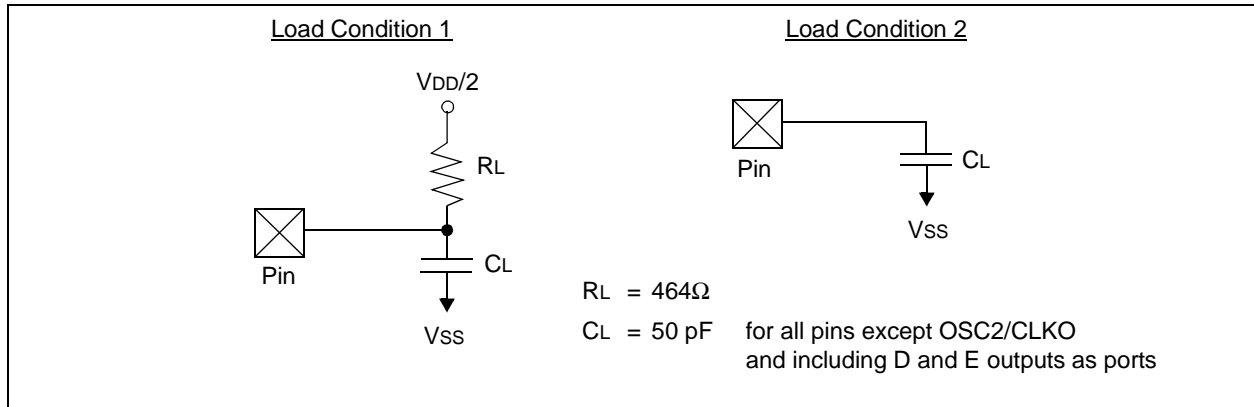 Load Condition 1
VDD/2
RL
Pin
CL
VSS
Load Condition 2
Pin
CL
VSS
RL = 464Ω
CL = 50 pF for all pins except OSC2/CLKO
and including D and E outputs as ports